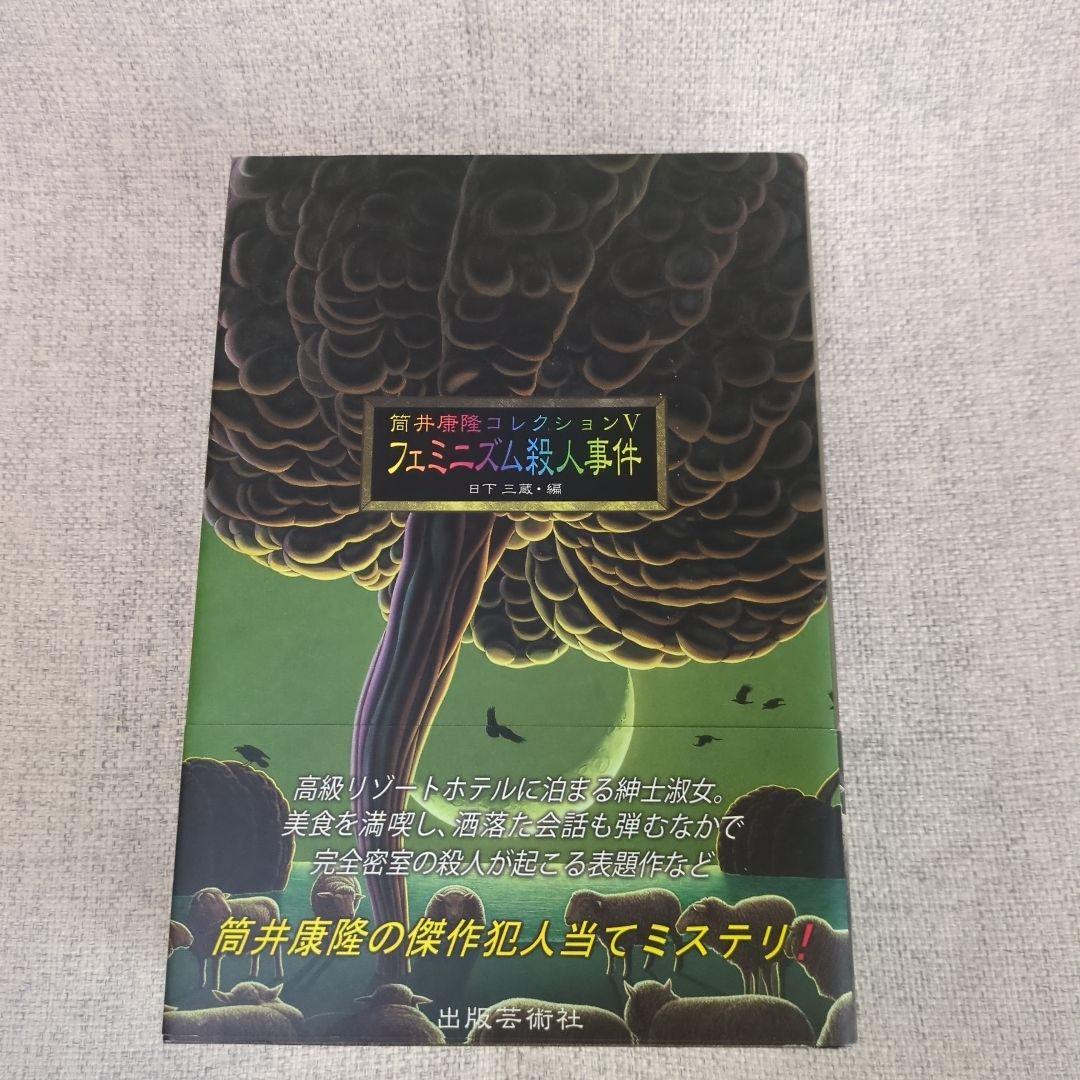 筒井康隆コレクションⅤ
フェミニズム殺人事件
日下三蔵・編
高級リゾートホテルに泊まる紳士淑女。
美食を満喫し、洒落た会話も弾むなかで
完全密室の殺人が起こる表題作など
筒井康隆の傑作犯人当てミステリ!
出版芸術社